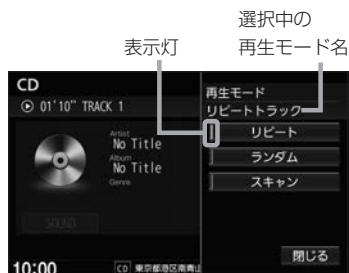 選択中の
再生モード名
表示灯
CD
01'10" TRACK 1
Artist
No Title
Album
No Title
Genre
SOUND
10:00
CD 東京都港区南青山
再生モード
リピートトラック
リピート
ランダム
スキャン
閉じる